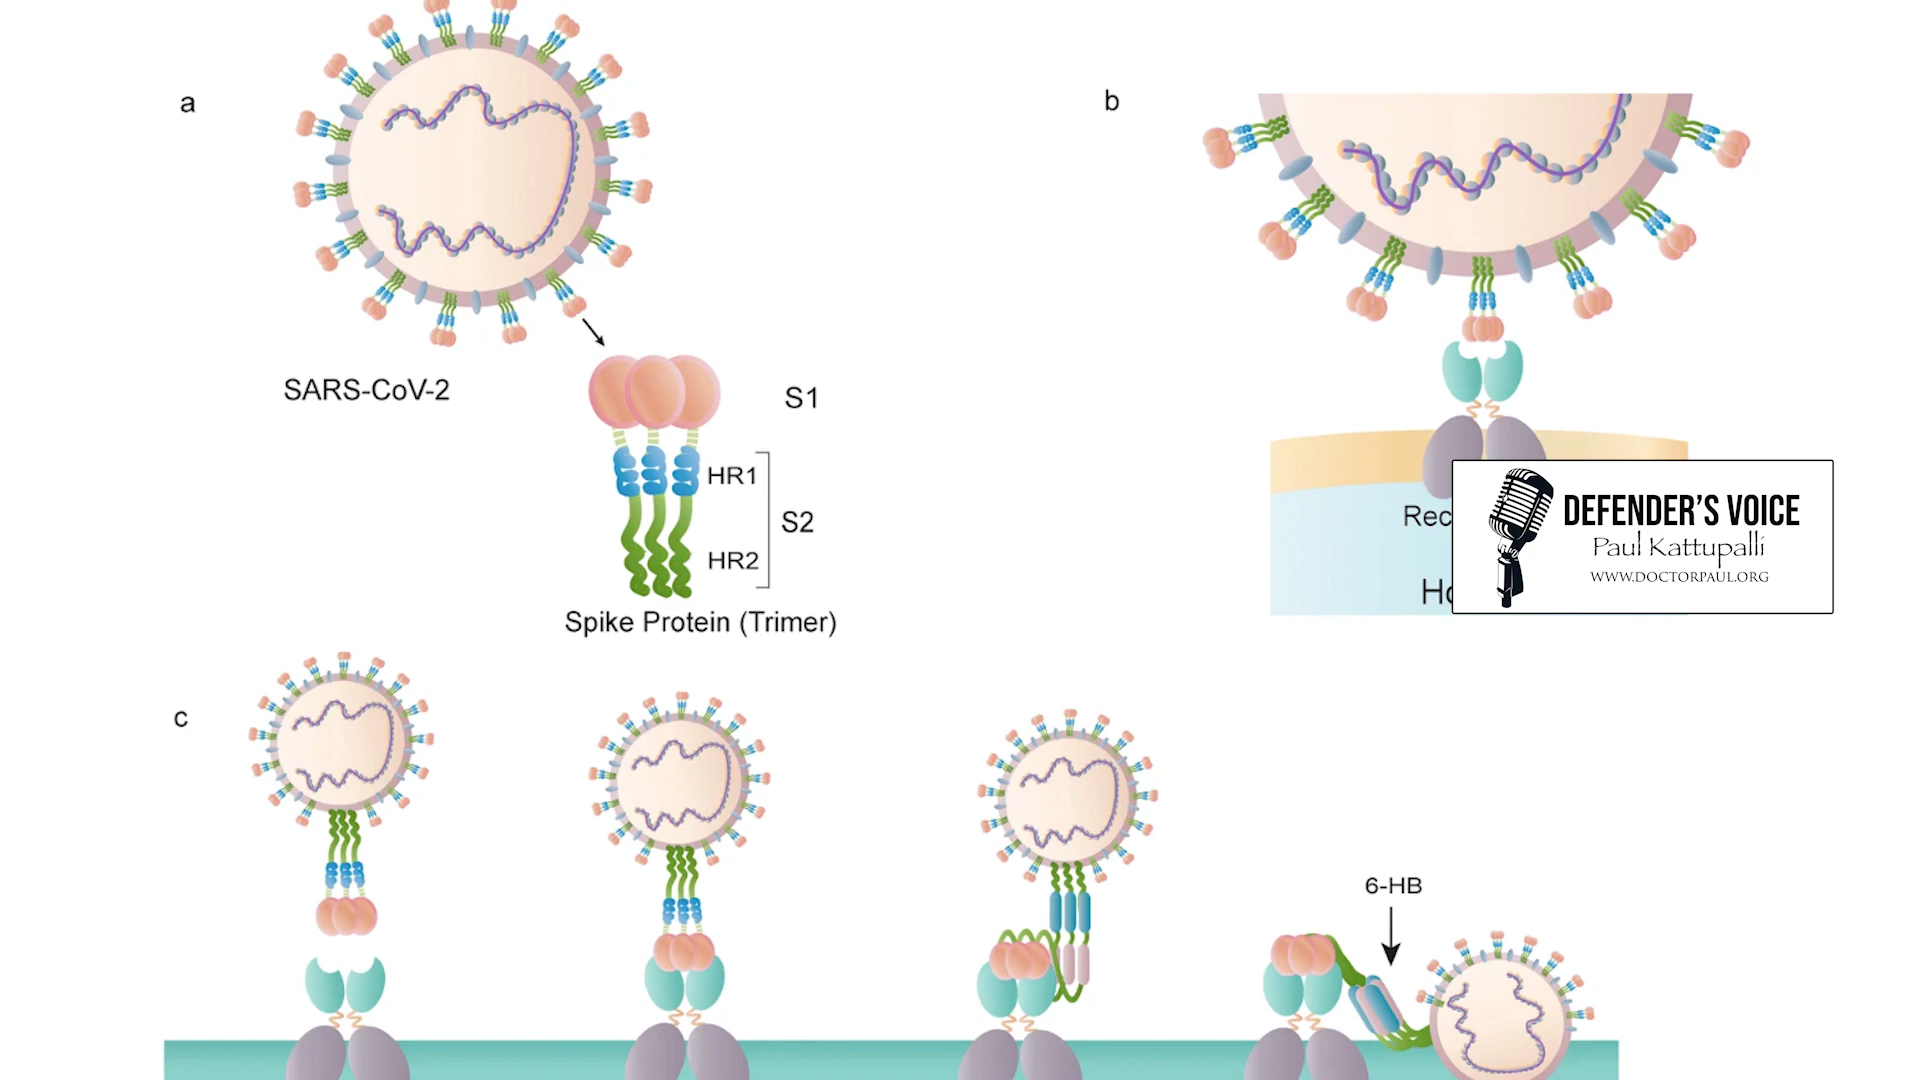 a
SARS-CoV-2
S1
HR1
S2
HR2
Spike Protein (Trimer)
b
DEFENDER'S VOICE
Paul Kattupalli
WWW.DOCTORPAUL.ORG
c
6-HB